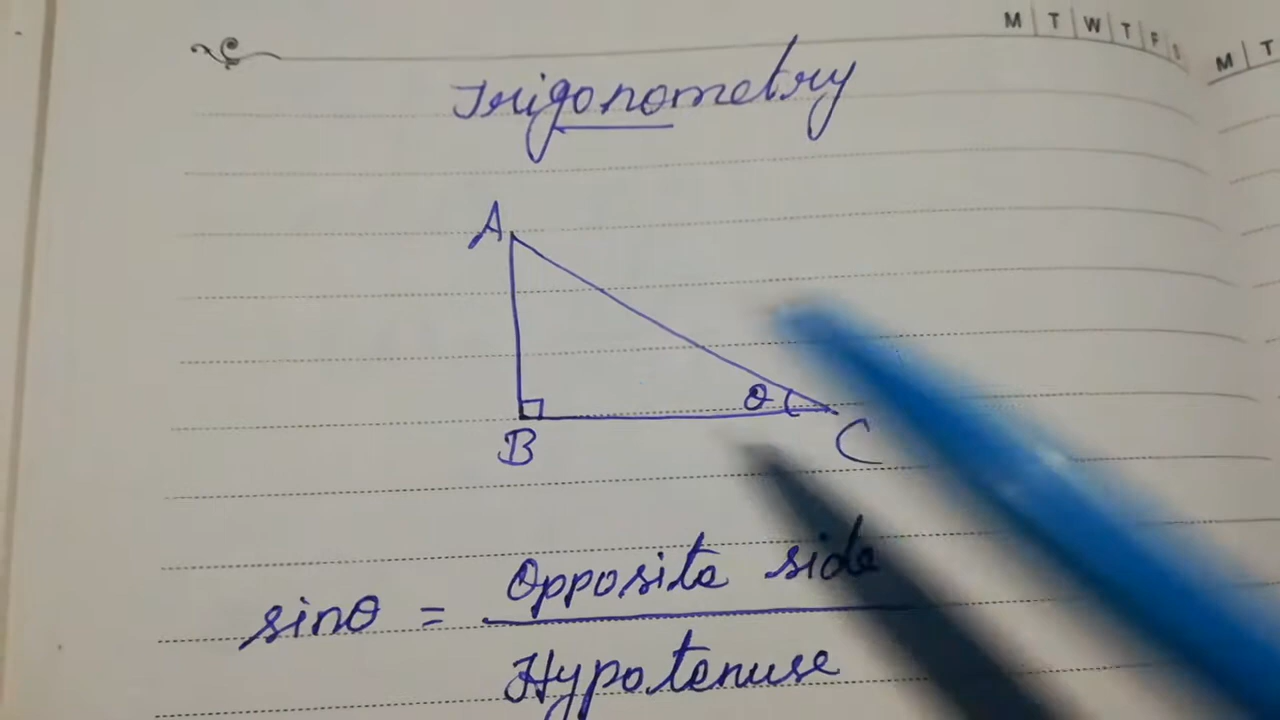 M T W T F S
M T
Trigonometry
A
θ
B C
sinθ = Opposite side
Hypotenuse